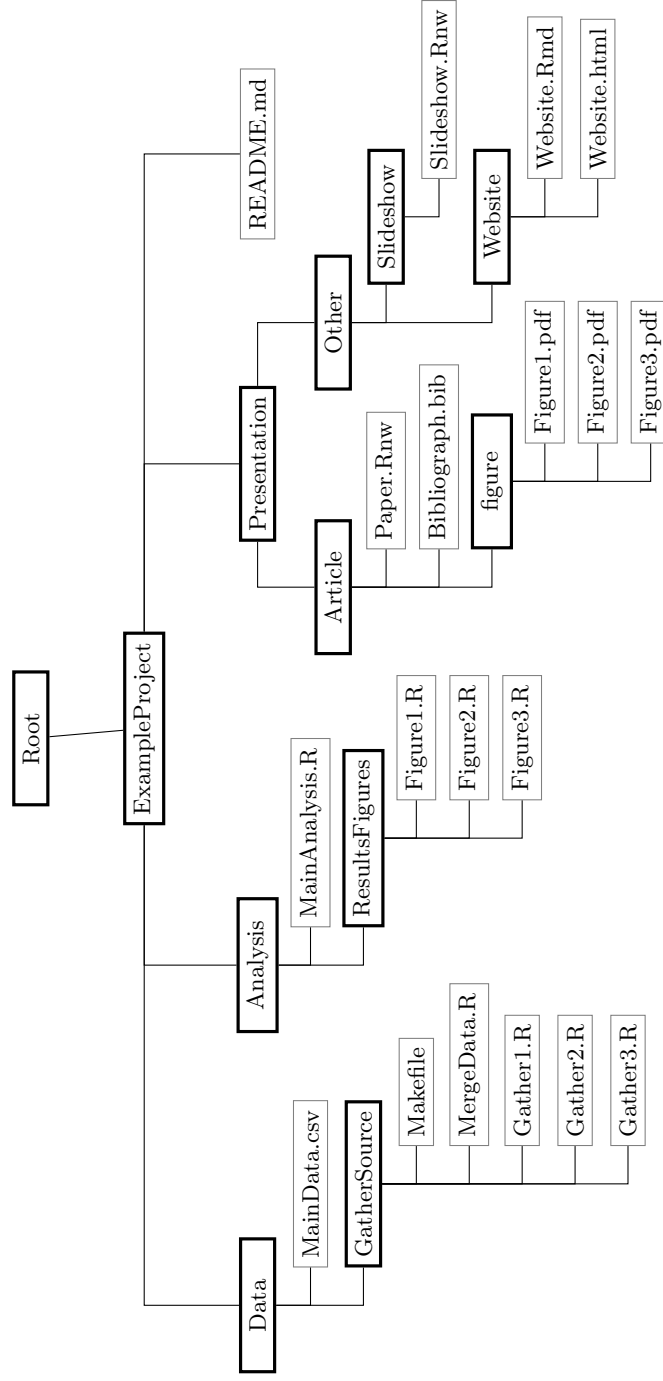 Root
ExampleProject
Data
MainData.csv
GatherSource
Makefile
MergeData.R
Gather1.R
Gather2.R
Gather3.R
Analysis
MainAnalysis.R
ResultsFigures
Figure1.R
Figure2.R
Figure3.R
Presentation
Article
Paper.Rnw
Bibliograph.bib
figure
Figure1.pdf
Figure2.pdf
Figure3.pdf
Other
Slideshow
Slideshow.Rnw
Website
Website.Rmd
Website.html
README.md